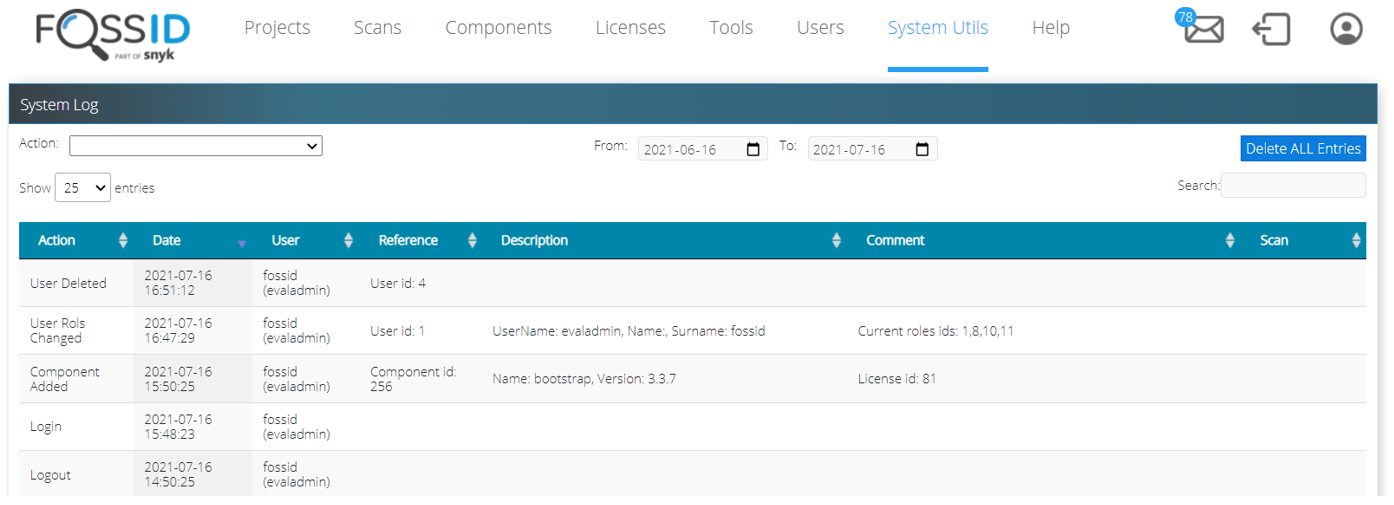 FOSSID
PART OF snyk
Projects Scans Components Licenses Tools Users System Utils Help
78
System Log
Action: From: 2021-06-16 To: 2021-07-16 Delete ALL Entries
Show 25 entries Search:
Action Date User Reference Description Comment Scan
User Deleted 2021-07-16 16:51:12 fossid (evaladmin) User id: 4
User Rols Changed 2021-07-16 16:47:29 fossid (evaladmin) User id: 1 UserName: evaladmin, Name:, Surname: fossid Current roles ids: 1,8,10,11
Component Added 2021-07-16 15:50:25 fossid (evaladmin) Component id: 256 Name: bootstrap, Version: 3.3.7 License id: 81
Login 2021-07-16 15:48:23 fossid (evaladmin)
Logout 2021-07-16 14:50:25 fossid (evaladmin)